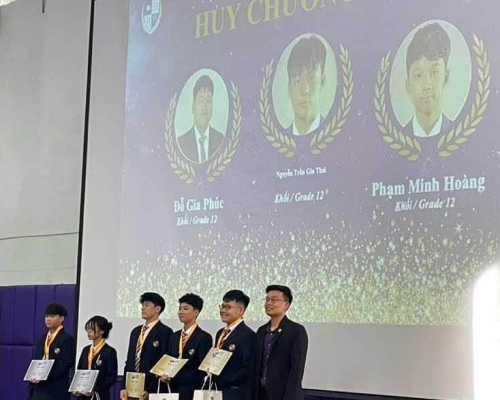 HUY CHƯƠNG
Đỗ Gia Phúc
Khối / Grade 12
Nguyễn Trần Gia Thái
Khối / Grade 12
Phạm Minh Hoàng
Khối / Grade 12